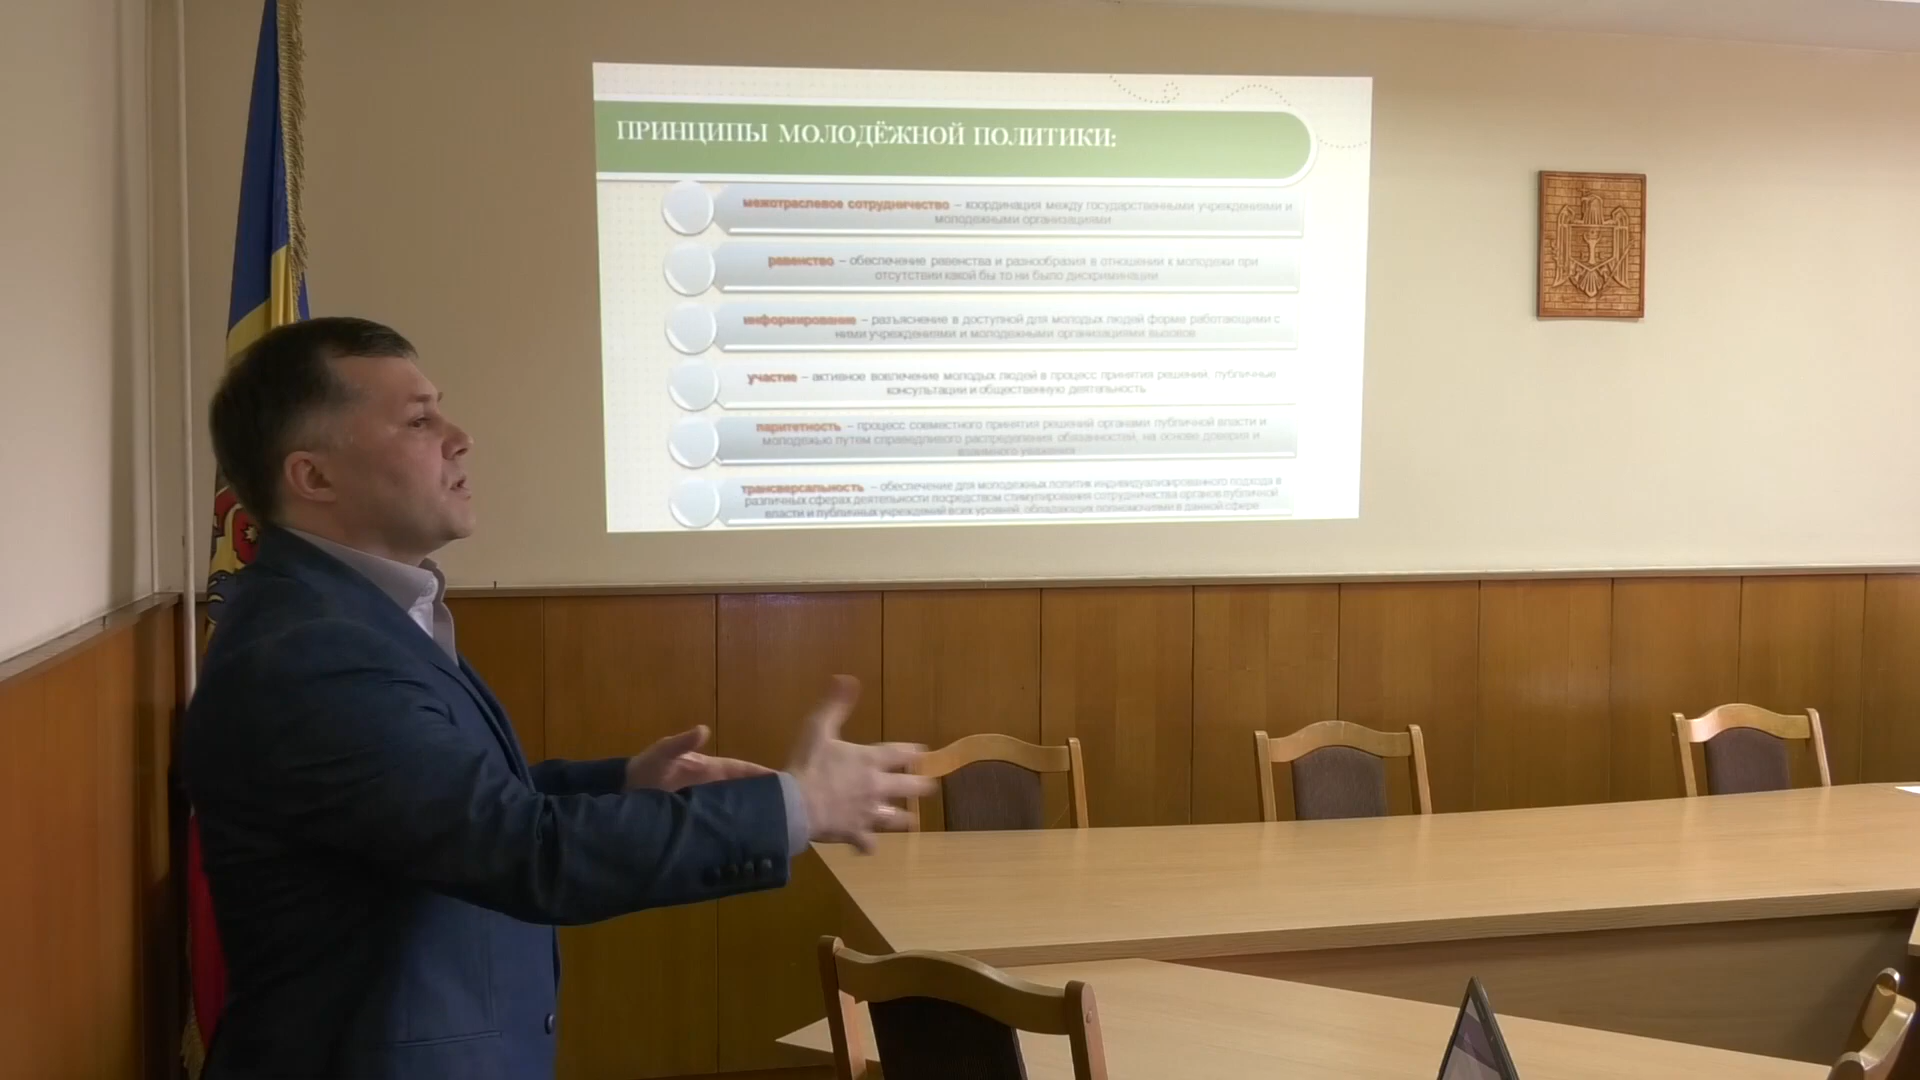 ПРИНЦИПЫ МОЛОДЁЖНОЙ ПОЛИТИКИ:
межотраслевое сотрудничество – координация между государственными учреждениями и
молодежными организациями
равенство – обеспечение равенства и разнообразия в отношении к молодежи при
отсутствии какой бы то ни было дискриминации
информирование – разъяснение в доступной для молодых людей форме работающими с
ними учреждениями и молодежными организациями вызовов
участие – активное вовлечение молодых людей в процесс принятия решений, публичные
консультации и общественную деятельность
паритетность – процесс совместного принятия решений органами публичной власти и
молодежью путем справедливого распределения обязанностей, на основе доверия и
взаимного уважения
трансверсальность – обеспечение для молодежных политик индивидуализированного подхода в
различных сферах деятельности посредством стимулирования сотрудничества органов публичной
власти и публичных учреждений всех уровней, обладающих полномочиями в данной сфере